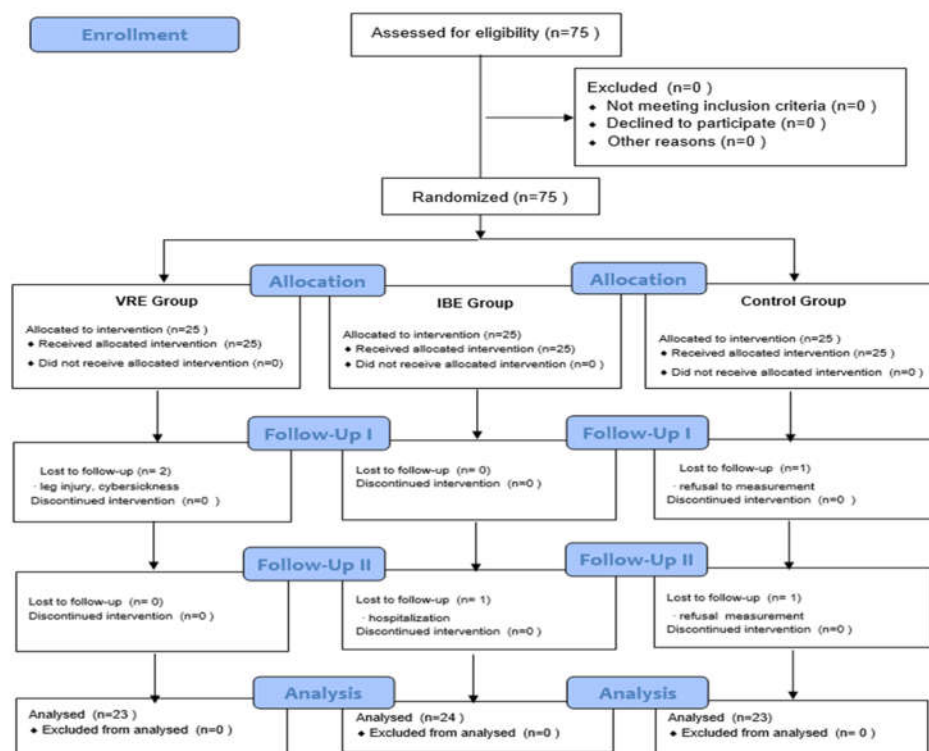 Enrollment
Assessed for eligibility (n=75 )
Excluded (n=0 )
◆ Not meeting inclusion criteria (n=0 )
◆ Declined to participate (n=0 )
◆ Other reasons (n=0 )
Randomized (n=75 )
Allocation
Allocation
VRE Group
Allocated to intervention (n=25 )
◆ Received allocated intervention (n=25)
◆ Did not receive allocated intervention (n=0)
IBE Group
Allocated to intervention (n=25)
◆ Received allocated intervention (n=25)
◆ Did not receive allocated intervention (n=0 )
Control Group
Allocated to intervention (n=25 )
◆ Received allocated intervention (n=25 )
◆ Did not receive allocated intervention (n=0 )
Follow-Up I
Follow-Up I
Lost to follow-up (n= 2)
· leg injury, cybersickness
Discontinued intervention (n=0 )
Lost to follow-up (n= 0)
Discontinued intervention (n=0 )
Lost to follow-up (n=1)
· refusal to measurement
Discontinued intervention (n=0 )
Follow-Up II
Follow-Up II
Lost to follow-up (n= 0)
Discontinued intervention (n=0 )
Lost to follow-up (n= 1)
· hospitalization
Discontinued intervention (n=0 )
Lost to follow-up (n= 1)
· refusal measurement
Discontinued intervention (n=0 )
Analysis
Analysis
Analysed (n=23 )
◆ Excluded from analysed (n=0 )
Analysed (n=24 )
◆ Excluded from analysed (n=0 )
Analysed (n=23)
◆ Excluded from analysed (n= 0 )